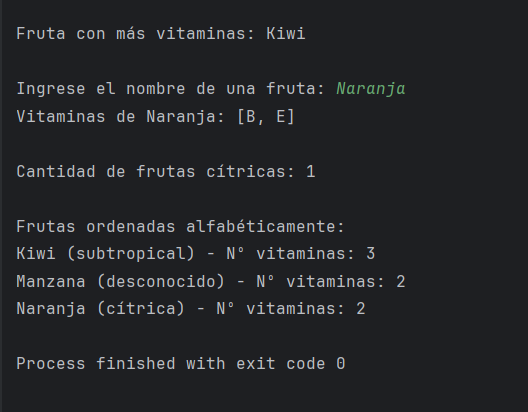 Fruta con más vitaminas: Kiwi
Ingrese el nombre de una fruta: Naranja
Vitaminas de Naranja: [B, E]
Cantidad de frutas cítricas: 1
Frutas ordenadas alfabéticamente:
Kiwi (subtropical) - N° vitaminas: 3
Manzana (desconocido) - N° vitaminas: 2
Naranja (cítrica) - N° vitaminas: 2
Process finished with exit code 0